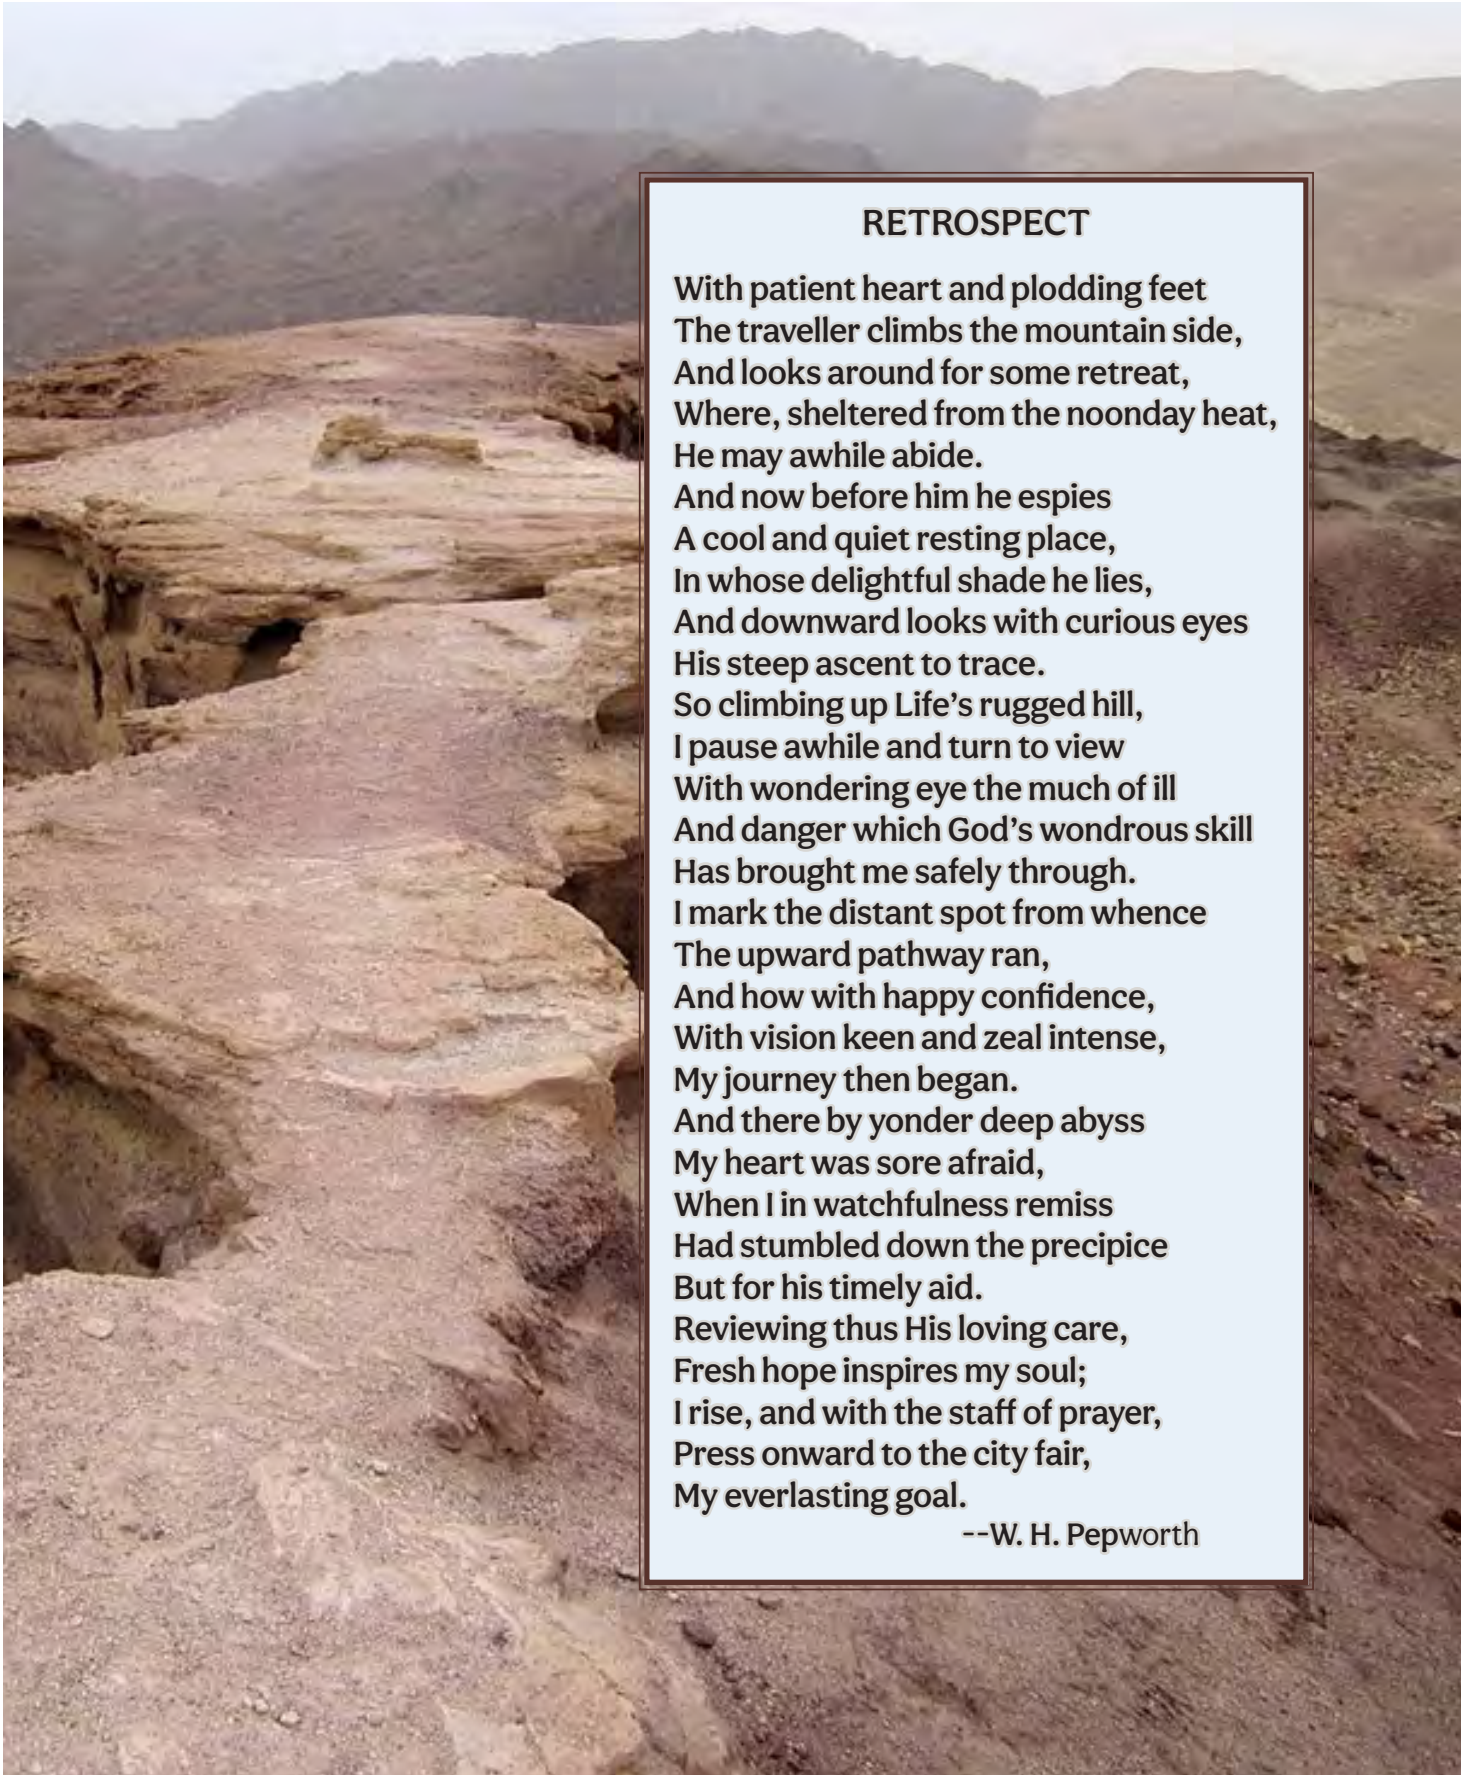 RETROSPECT
With patient heart and plodding feet
The traveller climbs the mountain side,
And looks around for some retreat,
Where, sheltered from the noonday heat,
He may awhile abide.
And now before him he espies
A cool and quiet resting place,
In whose delightful shade he lies,
And downward looks with curious eyes
His steep ascent to trace.
So climbing up Life's rugged hill,
I pause awhile and turn to view
With wondering eye the much of ill
And danger which God's wondrous skill
Has brought me safely through.
I mark the distant spot from whence
The upward pathway ran,
And how with happy confidence,
With vision keen and zeal intense,
My journey then began.
And there by yonder deep abyss
My heart was sore afraid,
When I in watchfulness remiss
Had stumbled down the precipice
But for his timely aid.
Reviewing thus His loving care,
Fresh hope inspires my soul;
I rise, and with the staff of prayer,
Press onward to the city fair,
My everlasting goal.
--W. H. Pepworth